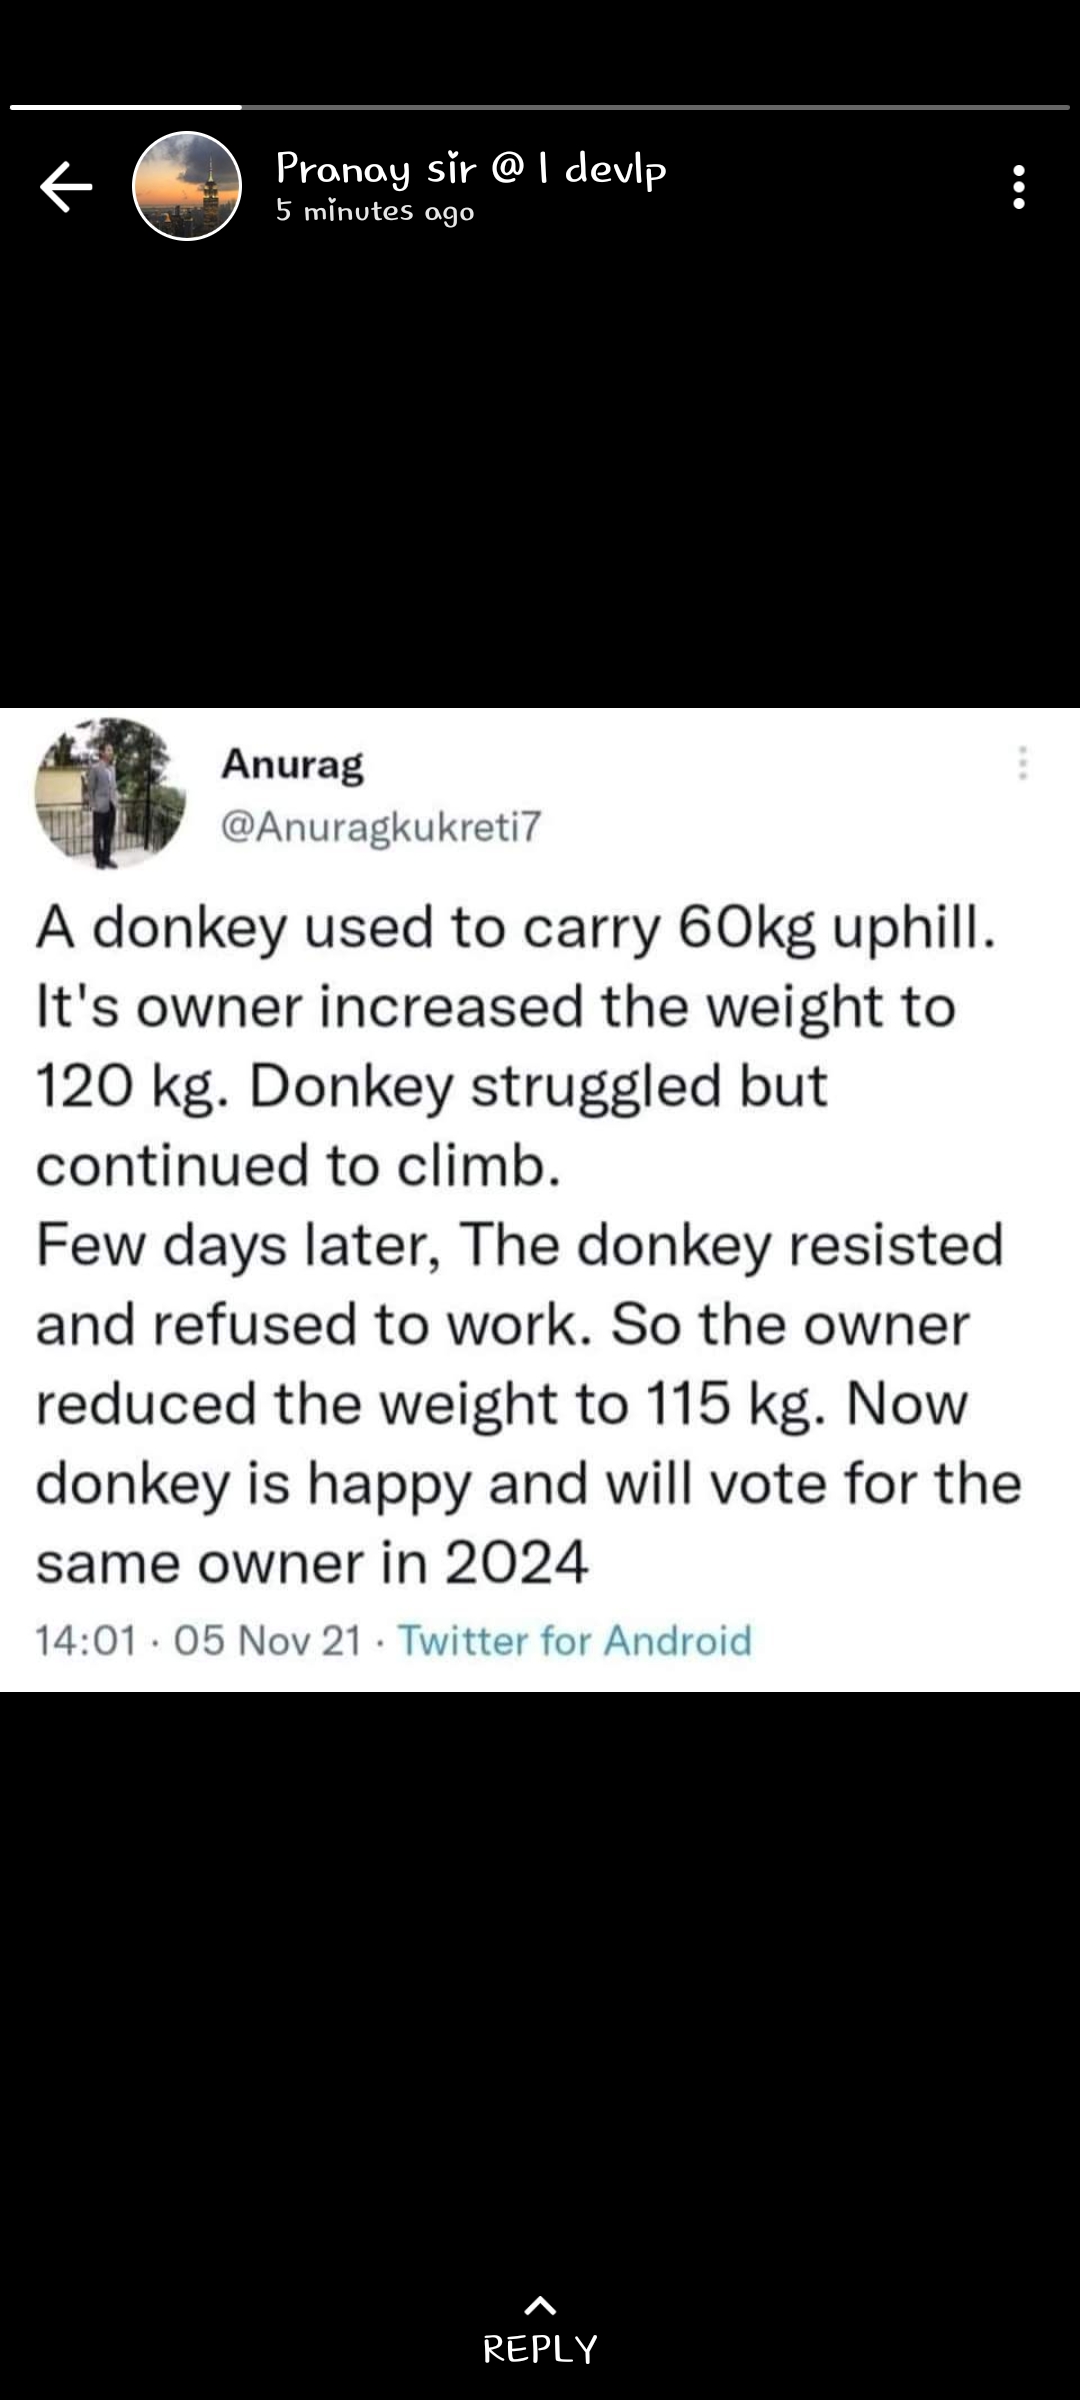 Pranay sir @ I devlp
5 minutes ago
Anurag
@Anuragkukreti7
A donkey used to carry 60kg uphill.
It's owner increased the weight to
120 kg. Donkey struggled but
continued to climb.
Few days later, The donkey resisted
and refused to work. So the owner
reduced the weight to 115 kg. Now
donkey is happy and will vote for the
same owner in 2024
14:01 · 05 Nov 21 · Twitter for Android
REPLY